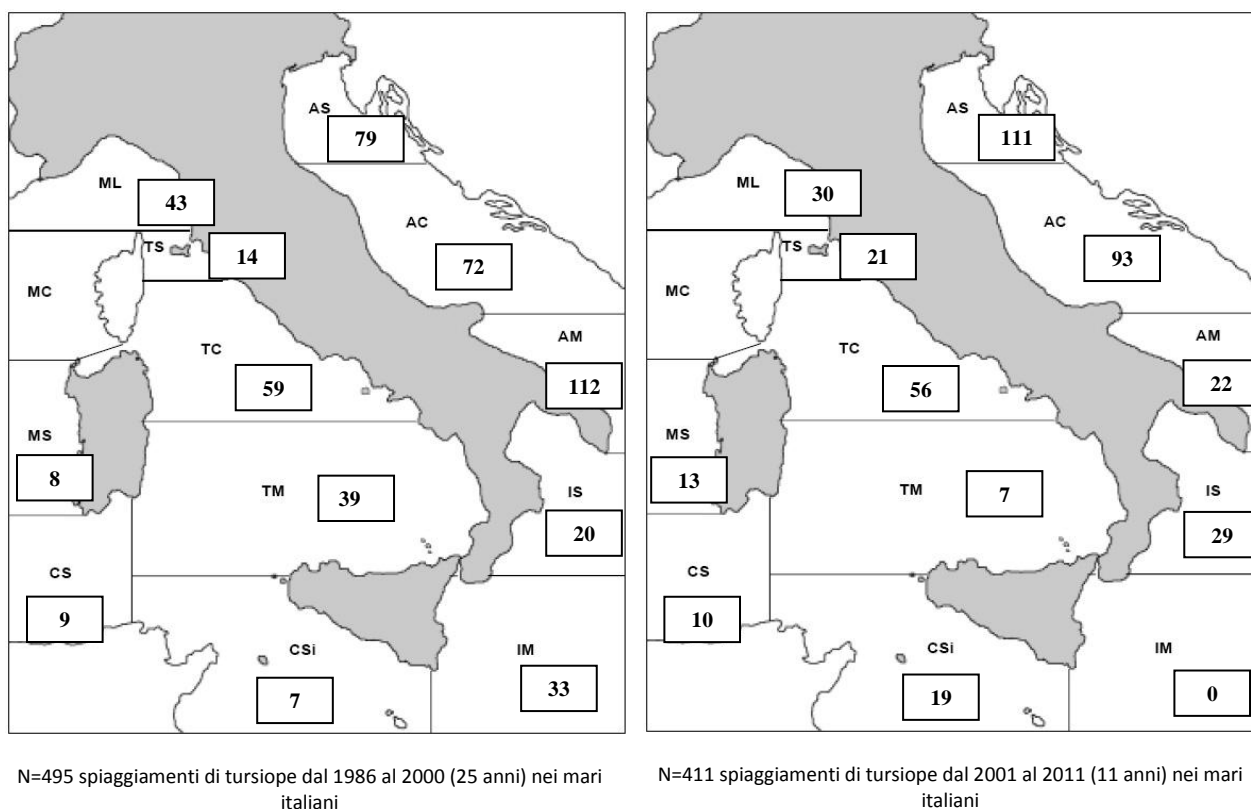 AS
79
ML
43
AC
TS
14
72
MC
AM
TC
59
112
MS
8
TM
39
IS
20
CS
9
CSi
IM
7
33
N=495 spiaggiamenti di tursiope dal 1986 al 2000 (25 anni) nei mari
italiani
AS
111
ML
30
AC
TS
21
93
MC
AM
TC
56
22
MS
13
TM
7
IS
29
CS
10
CSi
IM
19
0
N=411 spiaggiamenti di tursiope dal 2001 al 2011 (11 anni) nei mari
italiani